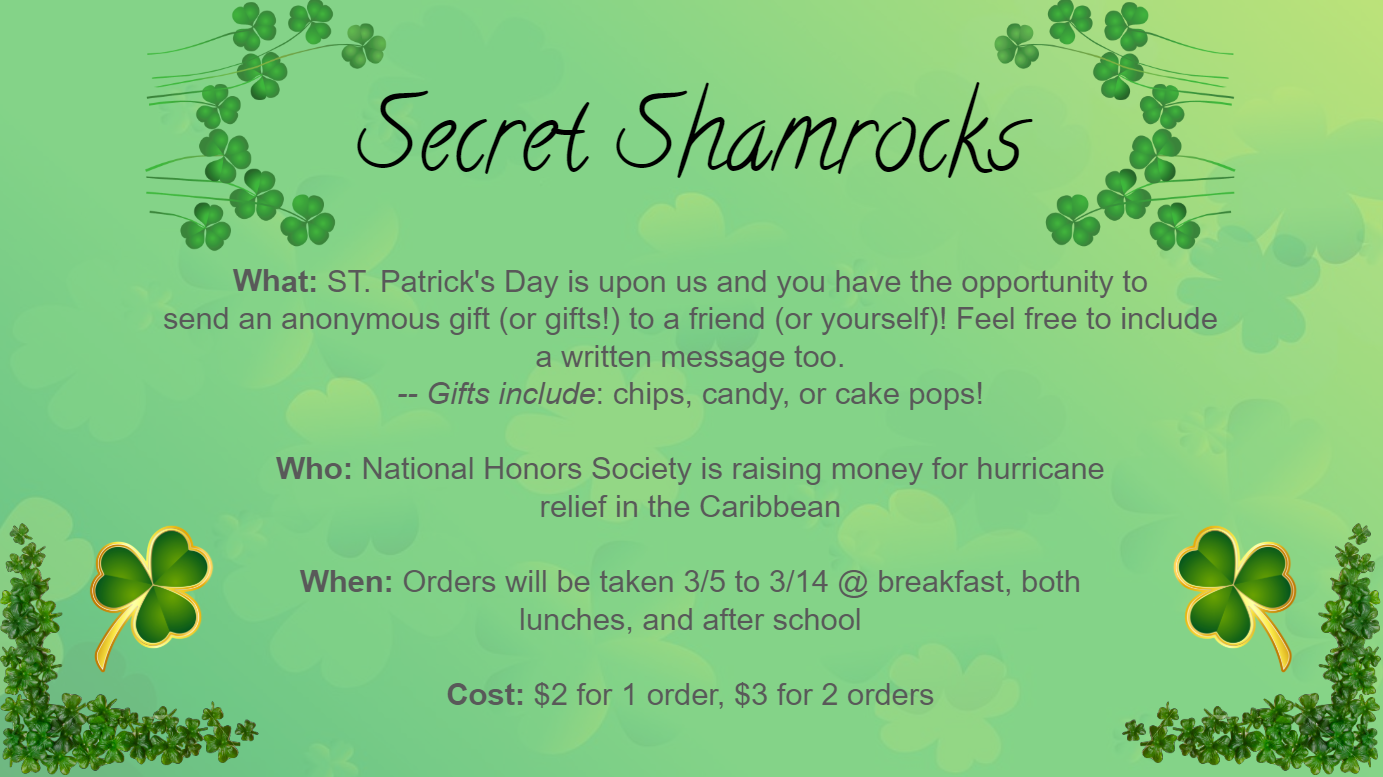 Secret Shamrocks
What: ST. Patrick's Day is upon us and you have the opportunity to
send an anonymous gift (or gifts!) to a friend (or yourself)! Feel free to include
a written message too.
-- Gifts include: chips, candy, or cake pops!
Who: National Honors Society is raising money for hurricane
relief in the Caribbean
When: Orders will be taken 3/5 to 3/14 @ breakfast, both
lunches, and after school
Cost: $2 for 1 order, $3 for 2 orders